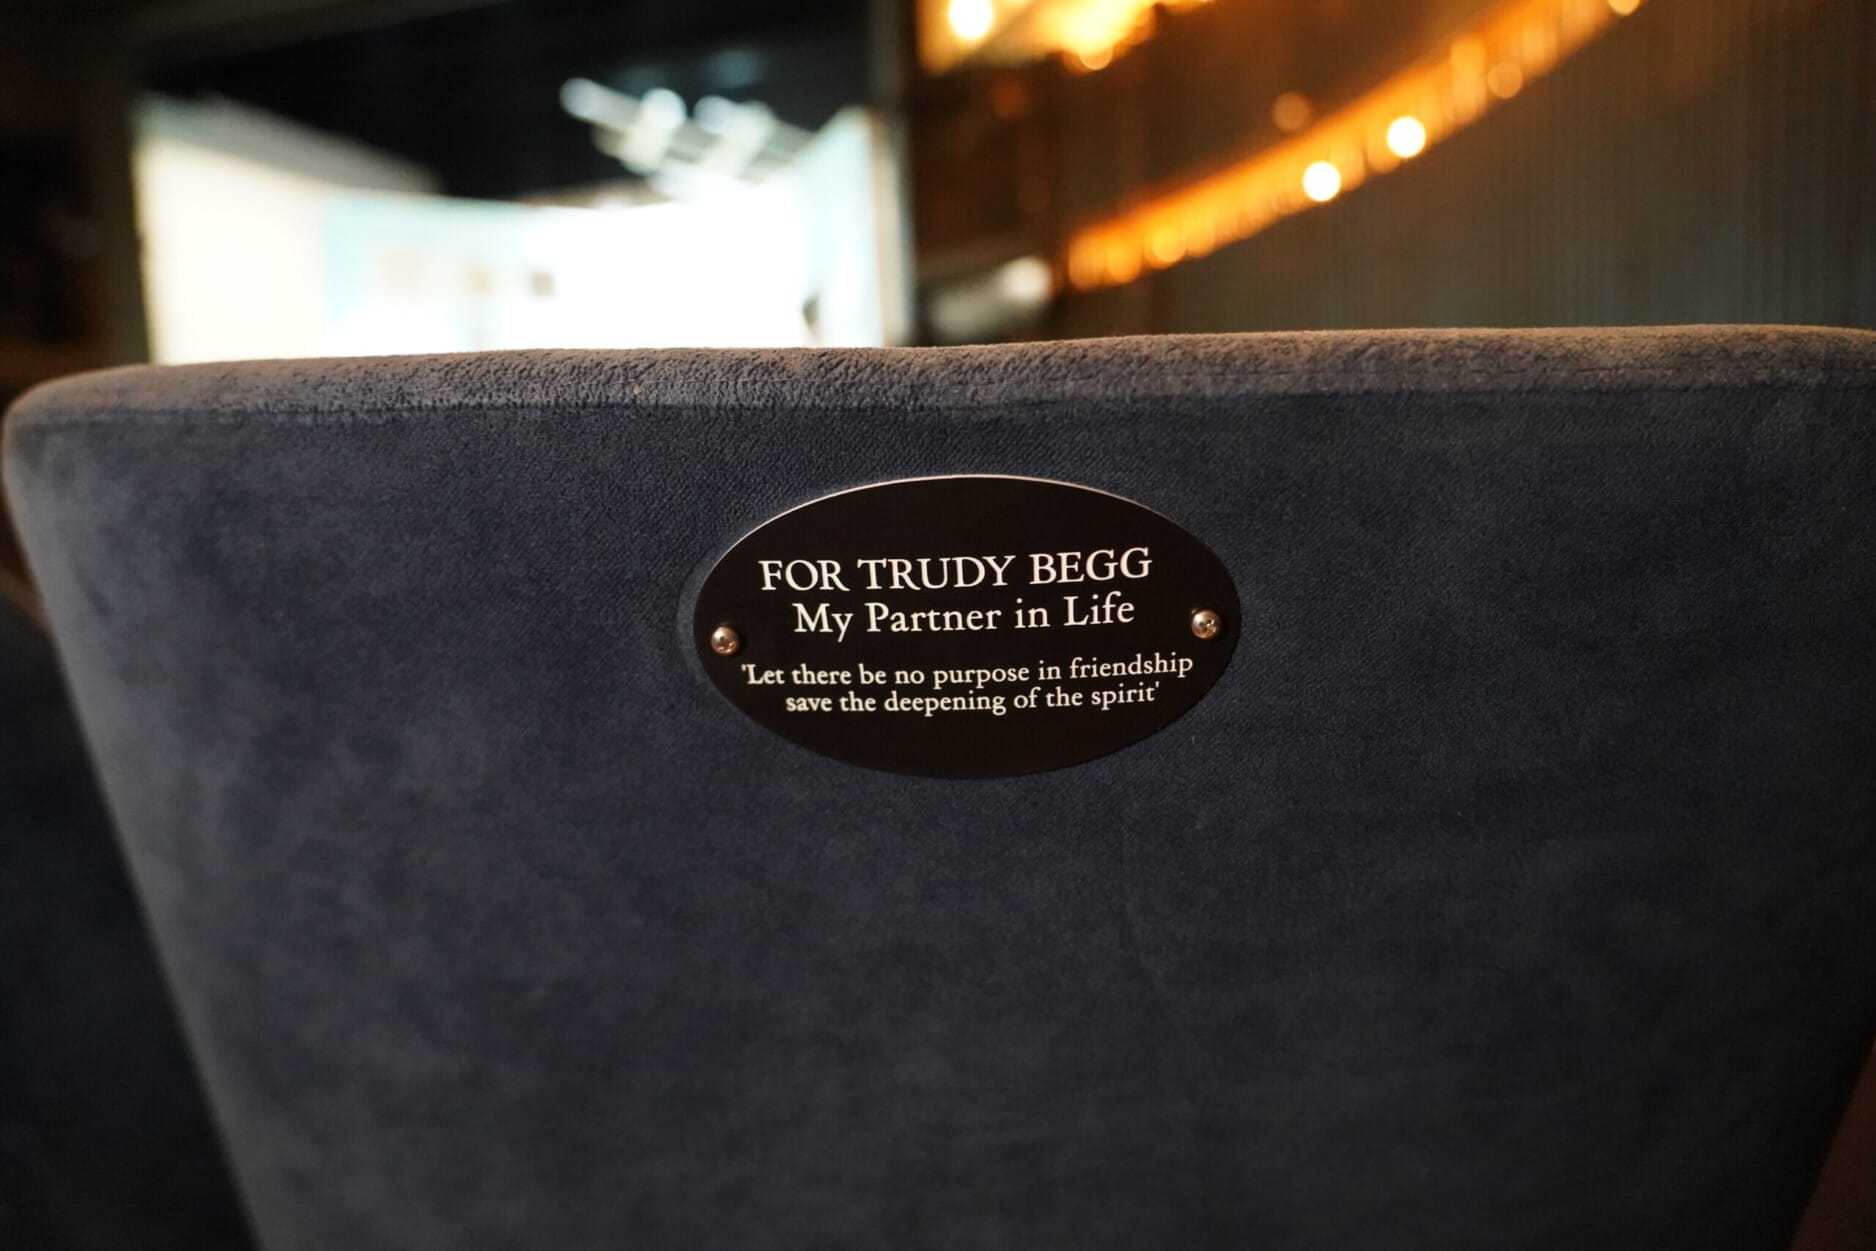 FOR TRUDY BEGG
My Partner in Life
'Let there be no purpose in friendship
save the deepening of the spirit'